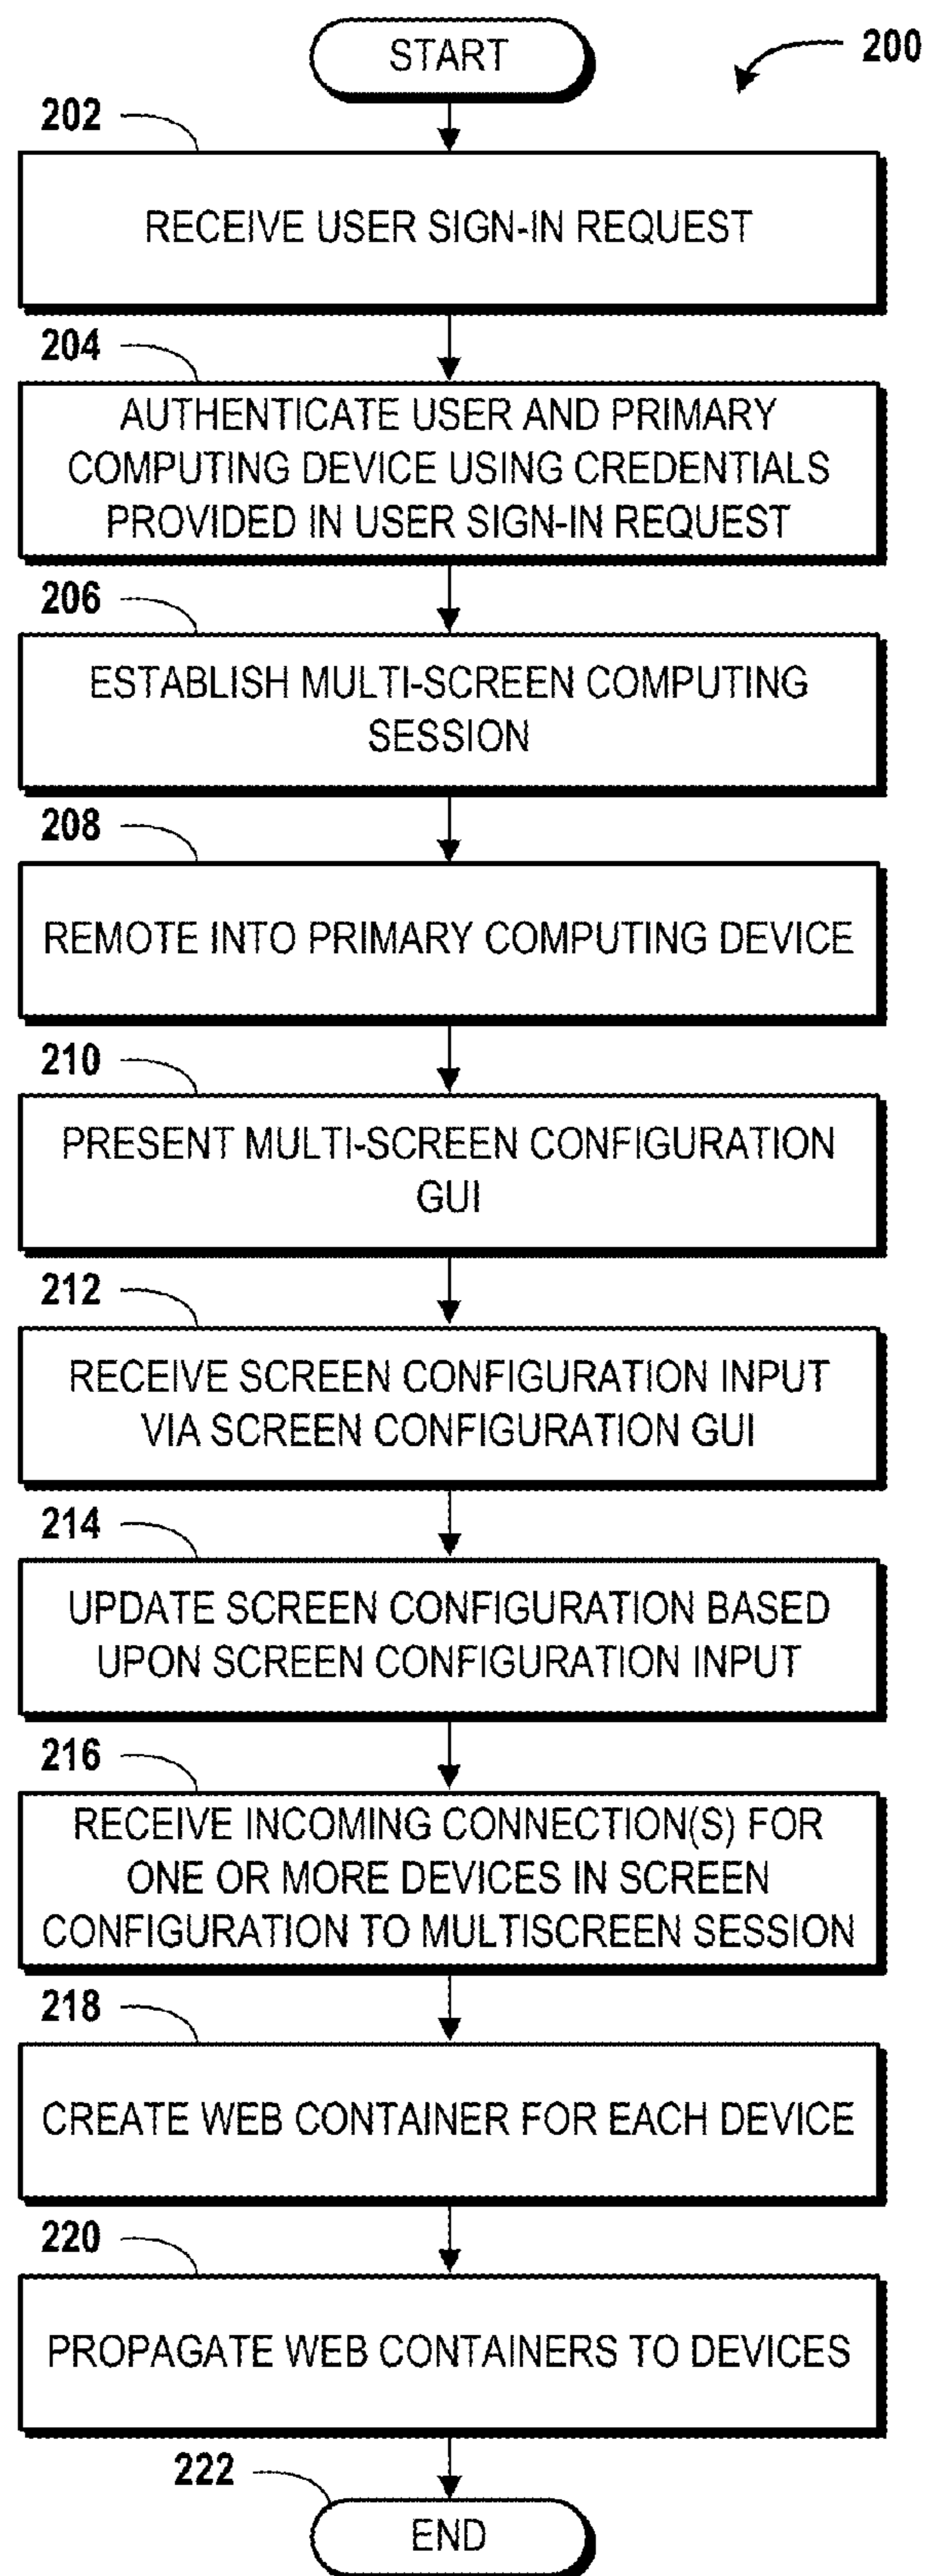 START
200
202
RECEIVE USER SIGN-IN REQUEST
204
AUTHENTICATE USER AND PRIMARY
COMPUTING DEVICE USING CREDENTIALS
PROVIDED IN USER SIGN-IN REQUEST
206
ESTABLISH MULTI-SCREEN COMPUTING
SESSION
208
REMOTE INTO PRIMARY COMPUTING DEVICE
210
PRESENT MULTI-SCREEN CONFIGURATION
GUI
212
RECEIVE SCREEN CONFIGURATION INPUT
VIA SCREEN CONFIGURATION GUI
214
UPDATE SCREEN CONFIGURATION BASED
UPON SCREEN CONFIGURATION INPUT
216
RECEIVE INCOMING CONNECTION(S) FOR
ONE OR MORE DEVICES IN SCREEN
CONFIGURATION TO MULTISCREEN SESSION
218
CREATE WEB CONTAINER FOR EACH DEVICE
220
PROPAGATE WEB CONTAINERS TO DEVICES
222
END